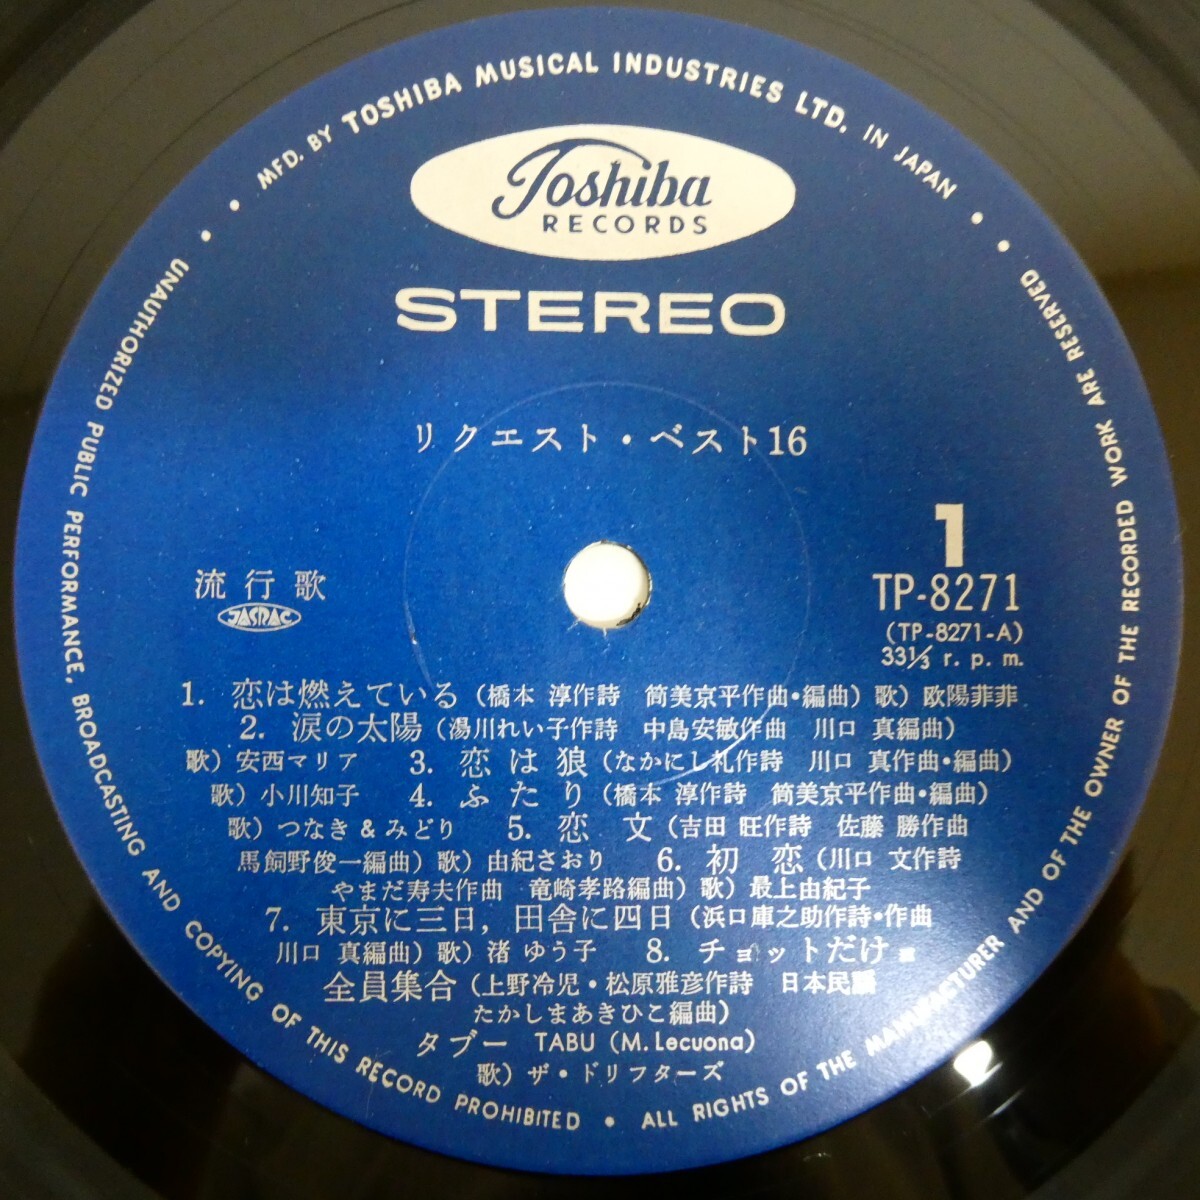 MFD. BY TOSHIBA MUSICAL INDUSTRIES LTD. IN JAPAN
Toshiba
RECORDS
STEREO
リクエスト・ベスト16
1
流行歌
JASRAC
TP-8271
(TP-8271-A)
33⅓ r. p. m.
1. 恋は燃えている (橋本 淳作詩 筒美京平作曲・編曲) 歌) 欧陽菲菲
2. 涙の太陽 (湯川れい子作詩 中島安敏作曲 川口 真編曲)
歌) 安西マリア 3. 恋は狼 (なかにし礼作詩 川口 真作曲・編曲)
歌) 小川知子 4. ふたり (橋本 淳作詩 筒美京平作曲・編曲)
歌) つなき & みどり 5. 恋 文 (吉田 旺作詩 佐藤 勝作曲
馬飼野俊一編曲) 歌) 由紀さおり 6. 初 恋 (川口 文作詩
やまだ寿夫作曲 竜崎孝路編曲) 歌) 最上由紀子
7. 東京に三日, 田舎に四日 (浜口庫之助作詩・作曲
川口 真編曲) 歌) 渚 ゆう子 8. チョットだけ
全員集合 (上野冷児・松原雅彦作詩 日本民謡
たかしまあきひこ編曲)
タブー TABU (M. Lecuona)
歌) ザ・ドリフターズ
UNAUTHORIZED PUBLIC PERFORMANCE, BROADCASTING AND COPYING OF THIS RECORD PROHIBITED • ALL RIGHTS OF THE MANUFACTURER AND OF THE OWNER OF THE RECORDED WORK ARE RESERVED